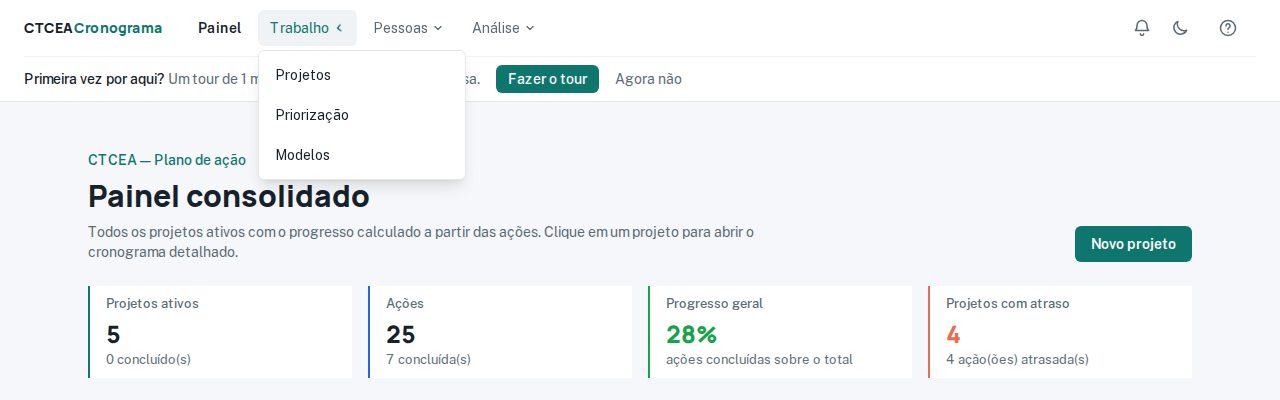 CTCEACronograma Painel Trabalho Pessoas Análise
Primeira vez por aqui? Um tour de 1 m
sa. Fazer o tour Agora não
Projetos
Priorização
Modelos
CTCEA — Plano de ação
Painel consolidado
Todos os projetos ativos com o progresso calculado a partir das ações. Clique em um projeto para abrir o
cronograma detalhado.
Novo projeto
Projetos ativos
5
0 concluído(s)
Ações
25
7 concluída(s)
Progresso geral
28%
ações concluídas sobre o total
Projetos com atraso
4
4 ação(ões) atrasada(s)